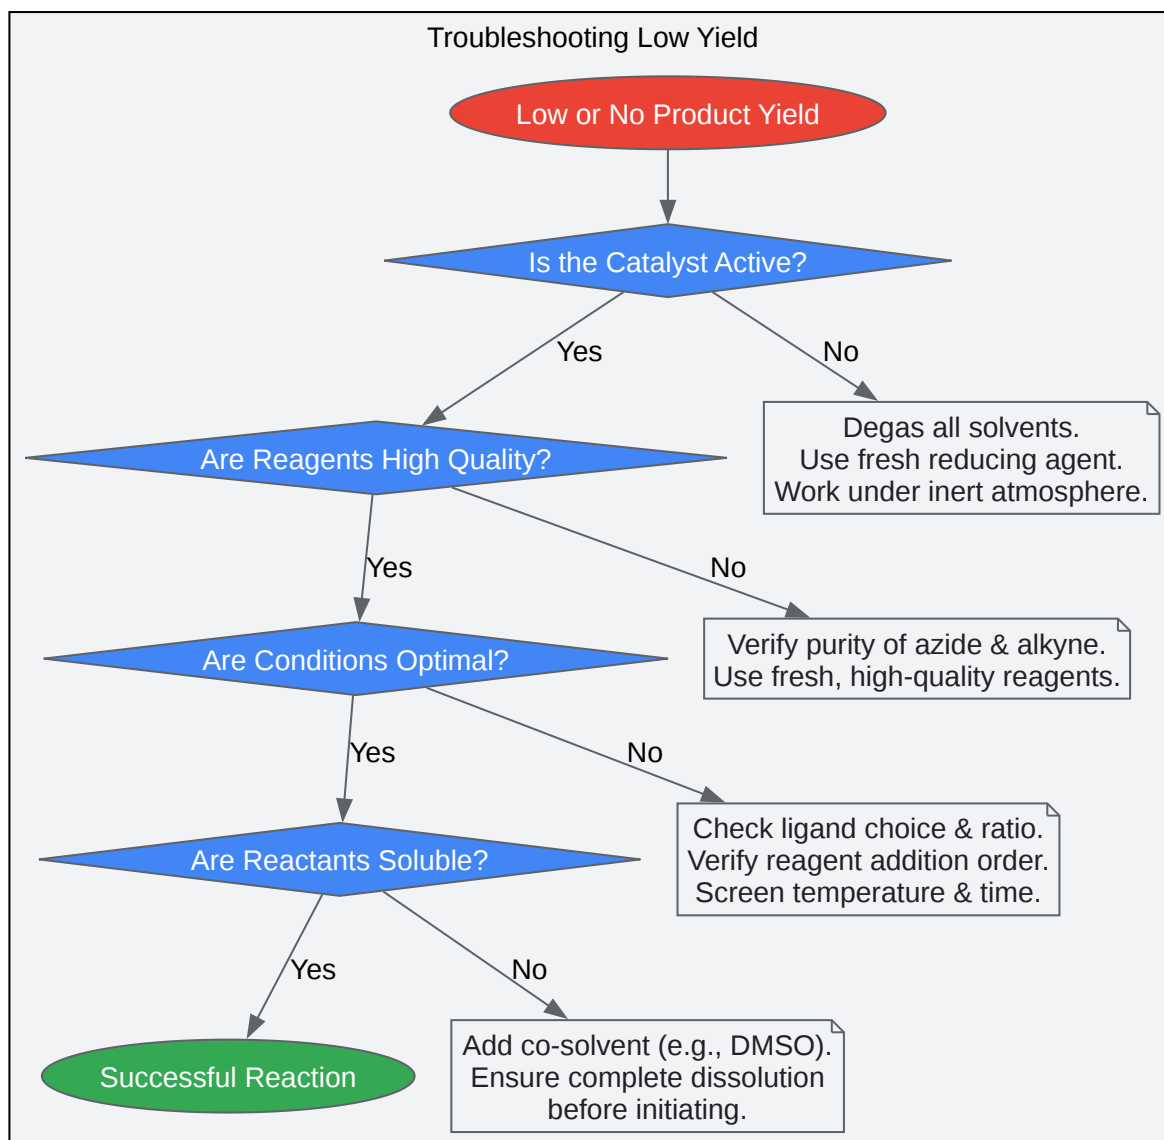 Troubleshooting Low Yield
Low or No Product Yield
Is the Catalyst Active?
Yes
No
Degas all solvents.
Use fresh reducing agent.
Work under inert atmosphere.
Are Reagents High Quality?
Yes
No
Verify purity of azide & alkyne.
Use fresh, high-quality reagents.
Are Conditions Optimal?
Yes
No
Check ligand choice & ratio.
Verify reagent addition order.
Screen temperature & time.
Are Reactants Soluble?
Yes
No
Successful Reaction
Add co-solvent (e.g., DMSO).
Ensure complete dissolution
before initiating.